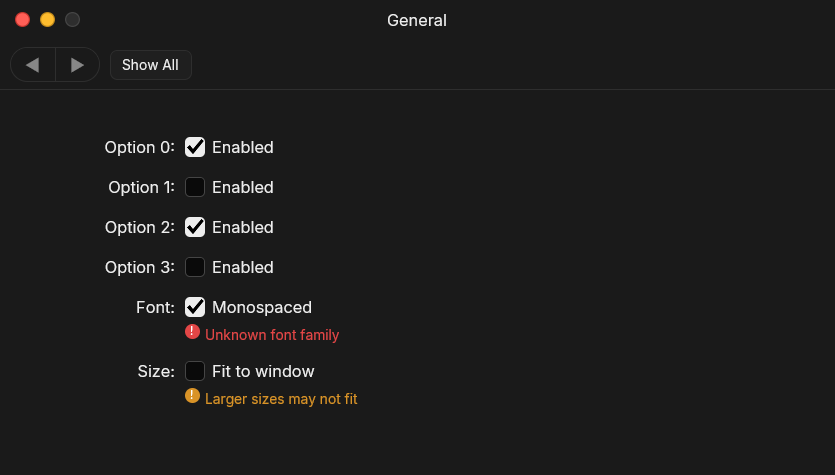 General
Show All
Option 0: Enabled
Option 1: Enabled
Option 2: Enabled
Option 3: Enabled
Font: Monospaced
Unknown font family
Size: Fit to window
Larger sizes may not fit